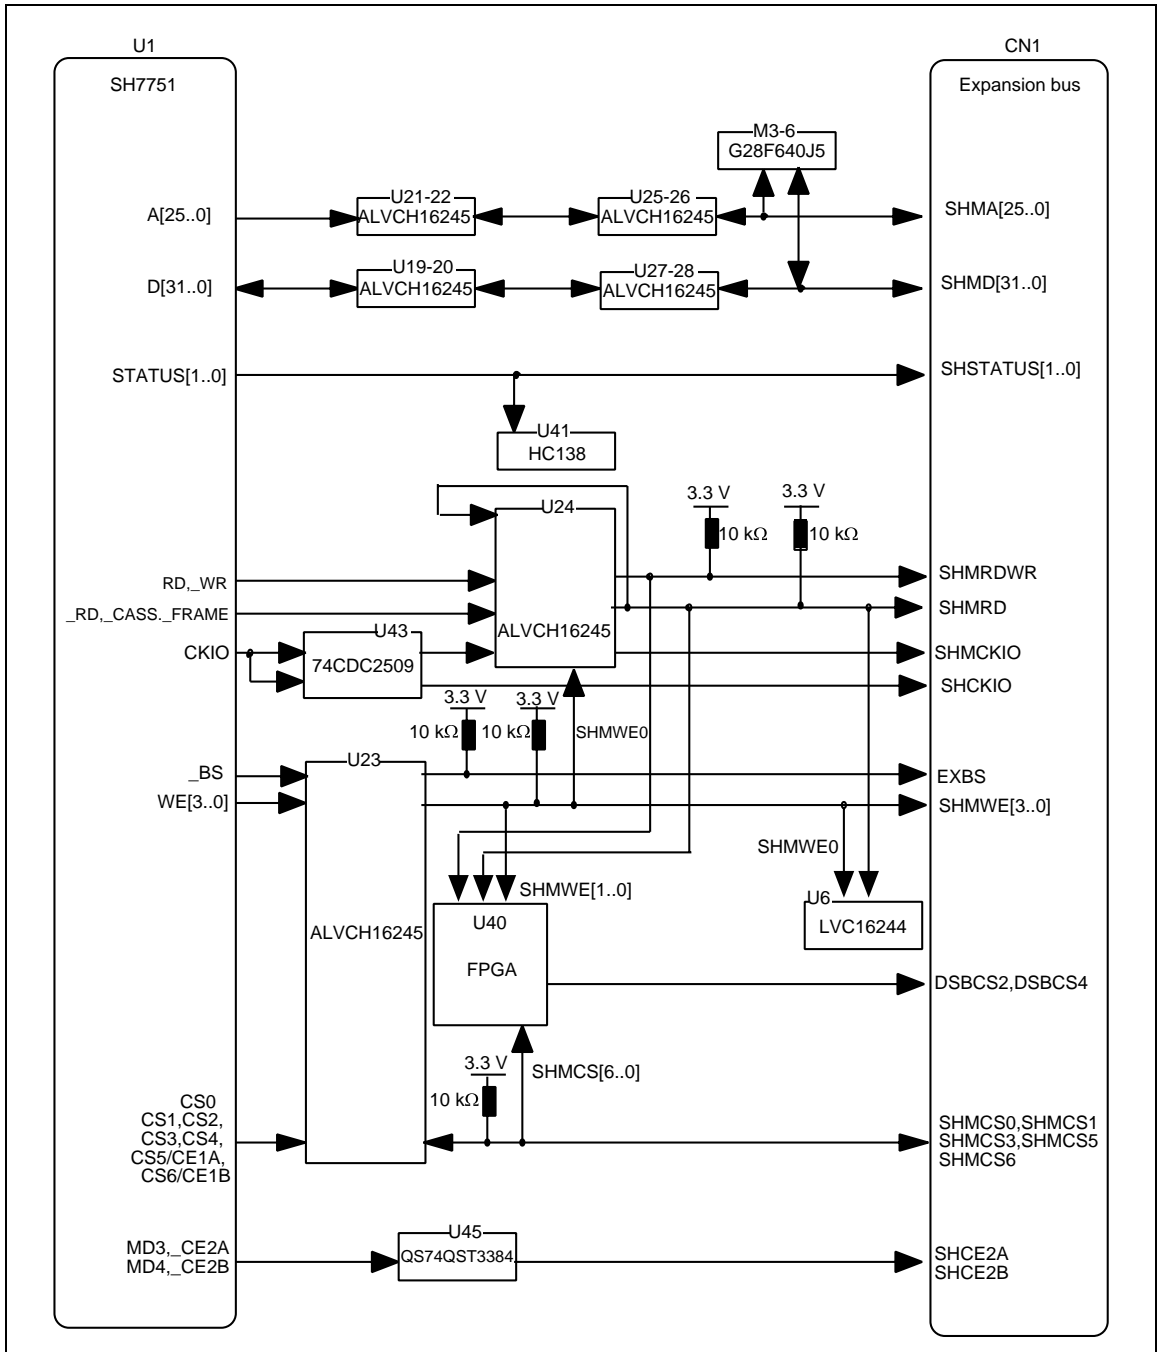 U1
CN1
SH7751
Expansion bus
M3-6
G28F640J5
A[25..0]
U21-22
ALVCH16245
U25-26
ALVCH16245
SHMA[25..0]
D[31..0]
U19-20
ALVCH16245
U27-28
ALVCH16245
SHMD[31..0]
STATUS[1..0]
SHSTATUS[1..0]
U41
HC138
3.3 V
3.3 V
U24
10 kΩ
10 kΩ
RD,_WR
SHMRDWR
_RD,_CASS._FRAME
SHMRD
ALVCH16245
U43
CKIO
74CDC2509
SHMCKIO
SHCKIO
3.3 V
3.3 V
10 kΩ
10 kΩ
SHMWE0
U23
_BS
EXBS
WE[3..0]
SHMWE[3..0]
SHMWE0
SHMWE[1..0]
U6
LVC16244
U40
ALVCH16245
FPGA
DSBCS2,DSBCS4
3.3 V
SHMCS[6..0]
10 kΩ
CS0
CS1,CS2,
CS3,CS4,
CS5/CE1A,
CS6/CE1B
SHMCS0,SHMCS1
SHMCS3,SHMCS5
SHMCS6
MD3,_CE2A
MD4,_CE2B
U45
QS74QST3384
SHCE2A
SHCE2B